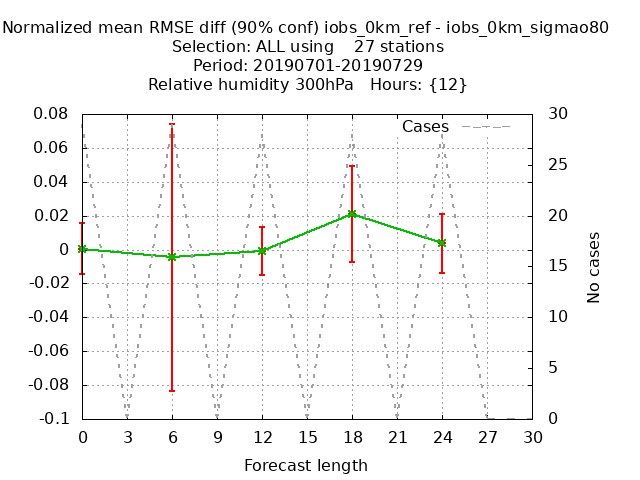 Normalized mean RMSE diff (90% conf) iobs_0km_ref - iobs_0km_sigmao80
Selection: ALL using    27 stations
Period: 20190701-20190729
Relative humidity 300hPa   Hours: {12}
Cases
0.08
0.06
0.04
0.02
0
-0.02
-0.04
-0.06
-0.08
-0.1
30
25
20
15
10
5
0
No cases
0 3 6 9 12 15 18 21 24 27 30
Forecast length